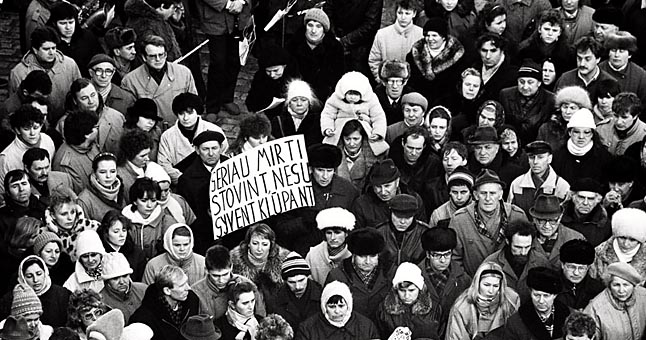 GERIAU MIRTI
STOVINT, NEGU
GYVENT KLŪPANT